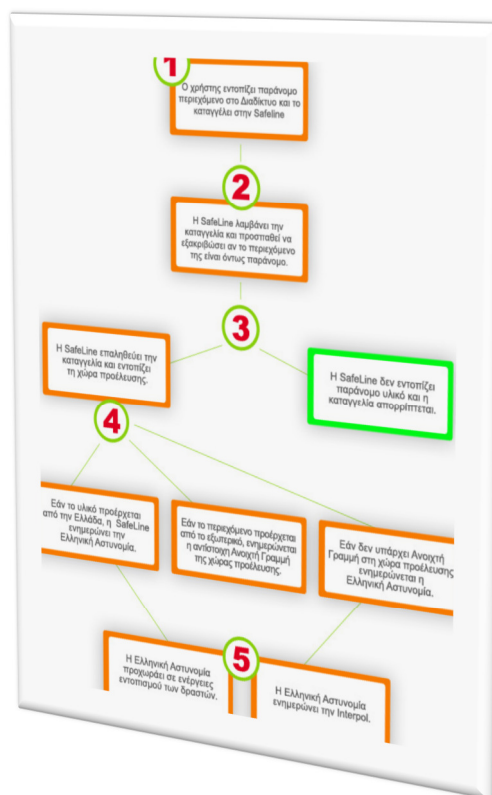 1
Ο χρήστης εντοπίζει παράνομο
περιεχόμενο στο Διαδίκτυο και το
καταγγέλει στην Safeline
2
Η SafeLine λαμβάνει την
καταγγελία και προσπαθεί να
εξακριβώσει αν το περιεχόμενο
της είναι όντως παράνομο.
3
Η SafeLine επαληθεύει την
καταγγελία και εντοπίζει
τη χώρα προέλευσης.
Η SafeLine δεν εντοπίζει
παράνομο υλικό και η
καταγγελία απορρίπτεται.
4
Εάν το υλικό προέρχεται
από την Ελλάδα, η SafeLine
ενημερώνει την
Ελληνική Αστυνομία.
Εάν το περιεχόμενο προέρχεται
από το εξωτερικό, ενημερώνεται
η αντίστοιχη Ανοιχτή Γραμμή
της χώρας προέλευσης.
Εάν δεν υπάρχει Ανοιχτή
Γραμμή στη χώρα προέλευσης
ενημερώνεται η
Ελληνική Αστυνομία.
5
Η Ελληνική Αστυνομία
προχωράει σε ενέργειες
εντοπισμού των δραστών.
Η Ελληνική Αστυνομία
ενημερώνει την Interpol.